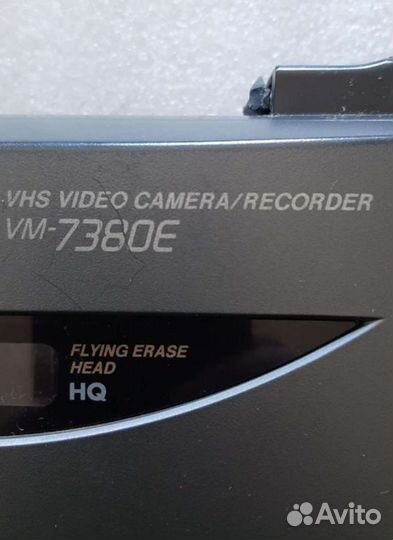 VHS VIDEO CAMERA/RECORDER
VM-7380E
FLYING ERASE
HEAD
HQ
Avito